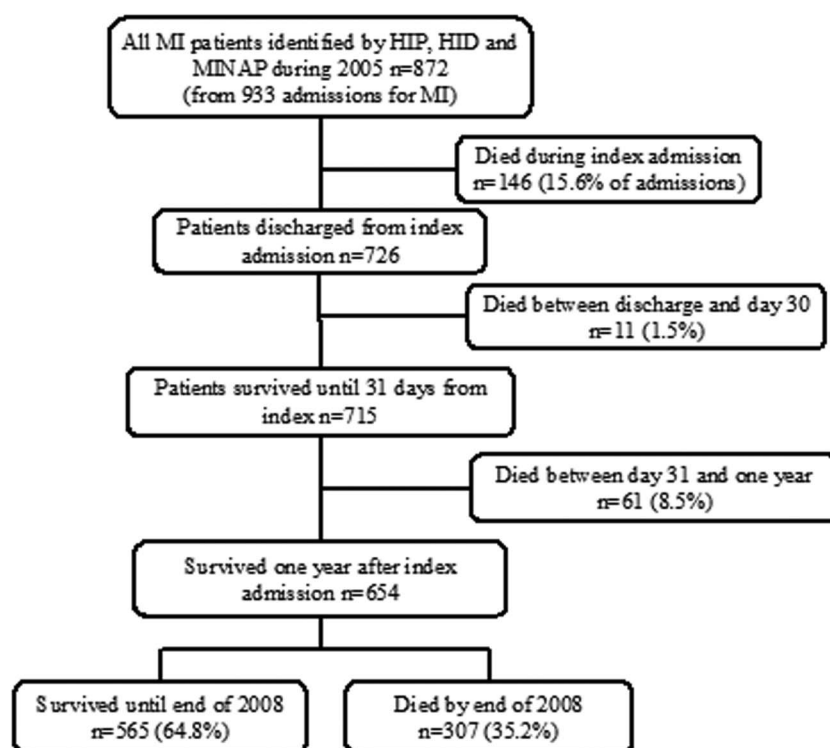 All MI patients identified by HIP, HID and
MINAP during 2005 n=872
(from 933 admissions for MI)
Died during index admission
n=146 (15.6% of admissions)
Patients discharged from index
admission n=726
Died between discharge and day 30
n=11 (1.5%)
Patients survived until 31 days from
index n=715
Died between day 31 and one year
n=61 (8.5%)
Survived one year after index
admission n=654
Survived until end of 2008
n=565 (64.8%)
Died by end of 2008
n=307 (35.2%)